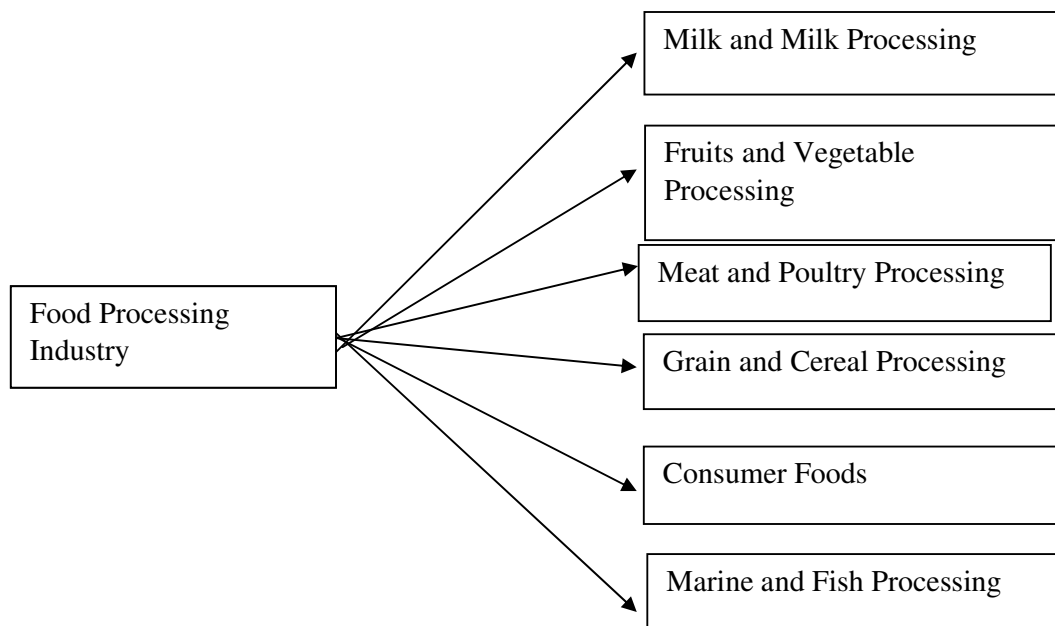 Milk and Milk Processing
Fruits and Vegetable
Processing
Meat and Poultry Processing
Food Processing
Industry
Grain and Cereal Processing
Consumer Foods
Marine and Fish Processing